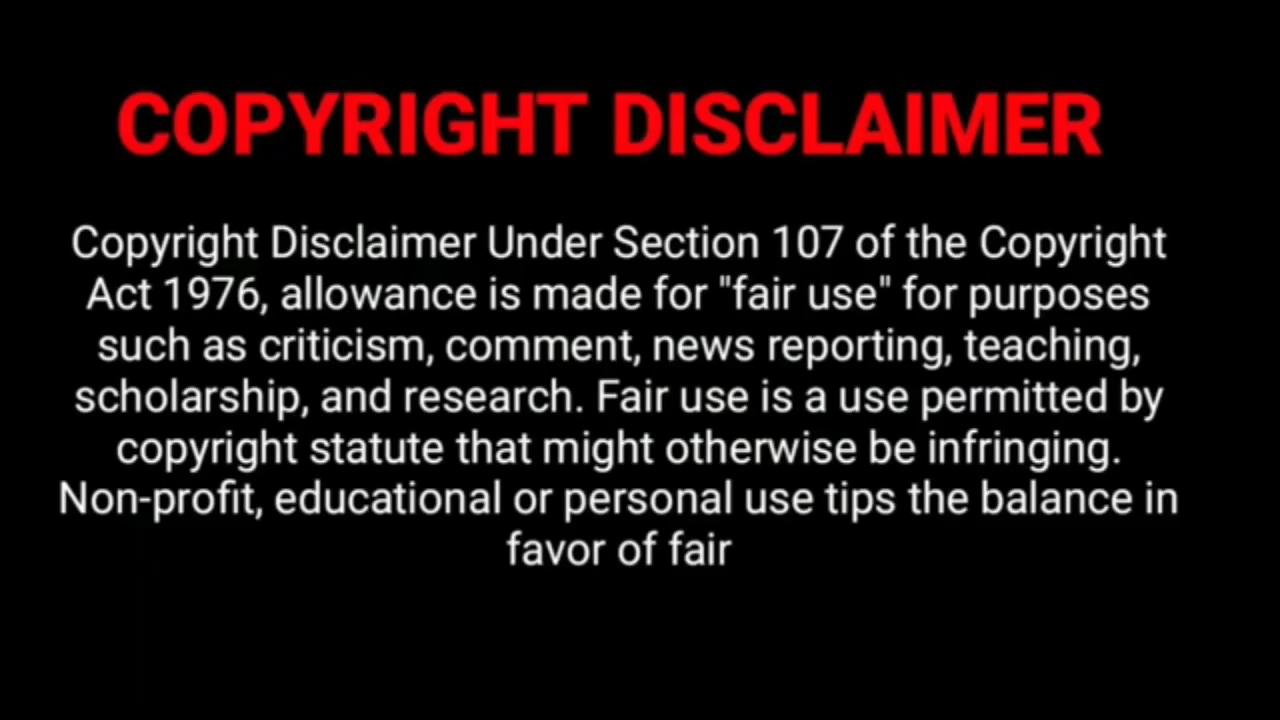 COPYRIGHT DISCLAIMER
Copyright Disclaimer Under Section 107 of the Copyright
Act 1976, allowance is made for "fair use" for purposes
such as criticism, comment, news reporting, teaching,
scholarship, and research. Fair use is a use permitted by
copyright statute that might otherwise be infringing.
Non-profit, educational or personal use tips the balance in
favor of fair